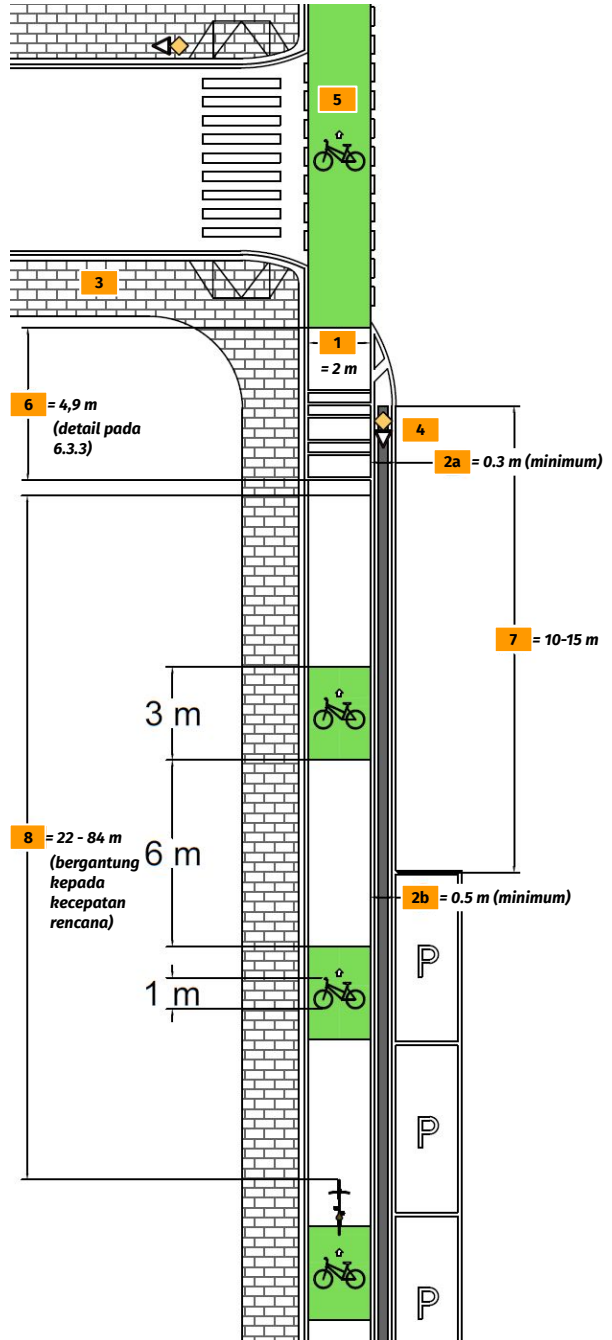 5
3
1
= 2 m
6 = 4,9 m
(detail pada
6.3.3)
4
2a = 0.3 m (minimum)
7 = 10-15 m
3 m
8 = 22 - 84 m
(bergantung
kepada
kecepatan
rencana)
6 m
2b = 0.5 m (minimum)
P
1 m
P
P